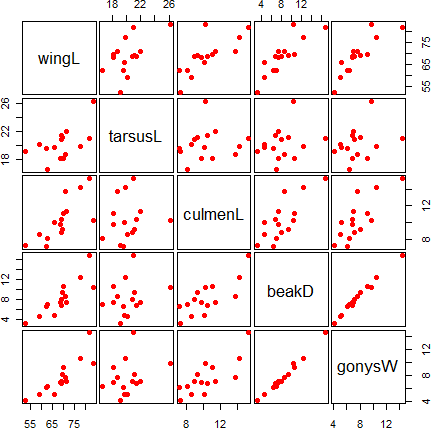 18 22 26 4 8 12
wingL
55 65 75
18 22 26
tarsusL
culmenL
8 12
4 8 12
beakD
gonysW
4 8 12
55 65 75 8 12 4 8 12